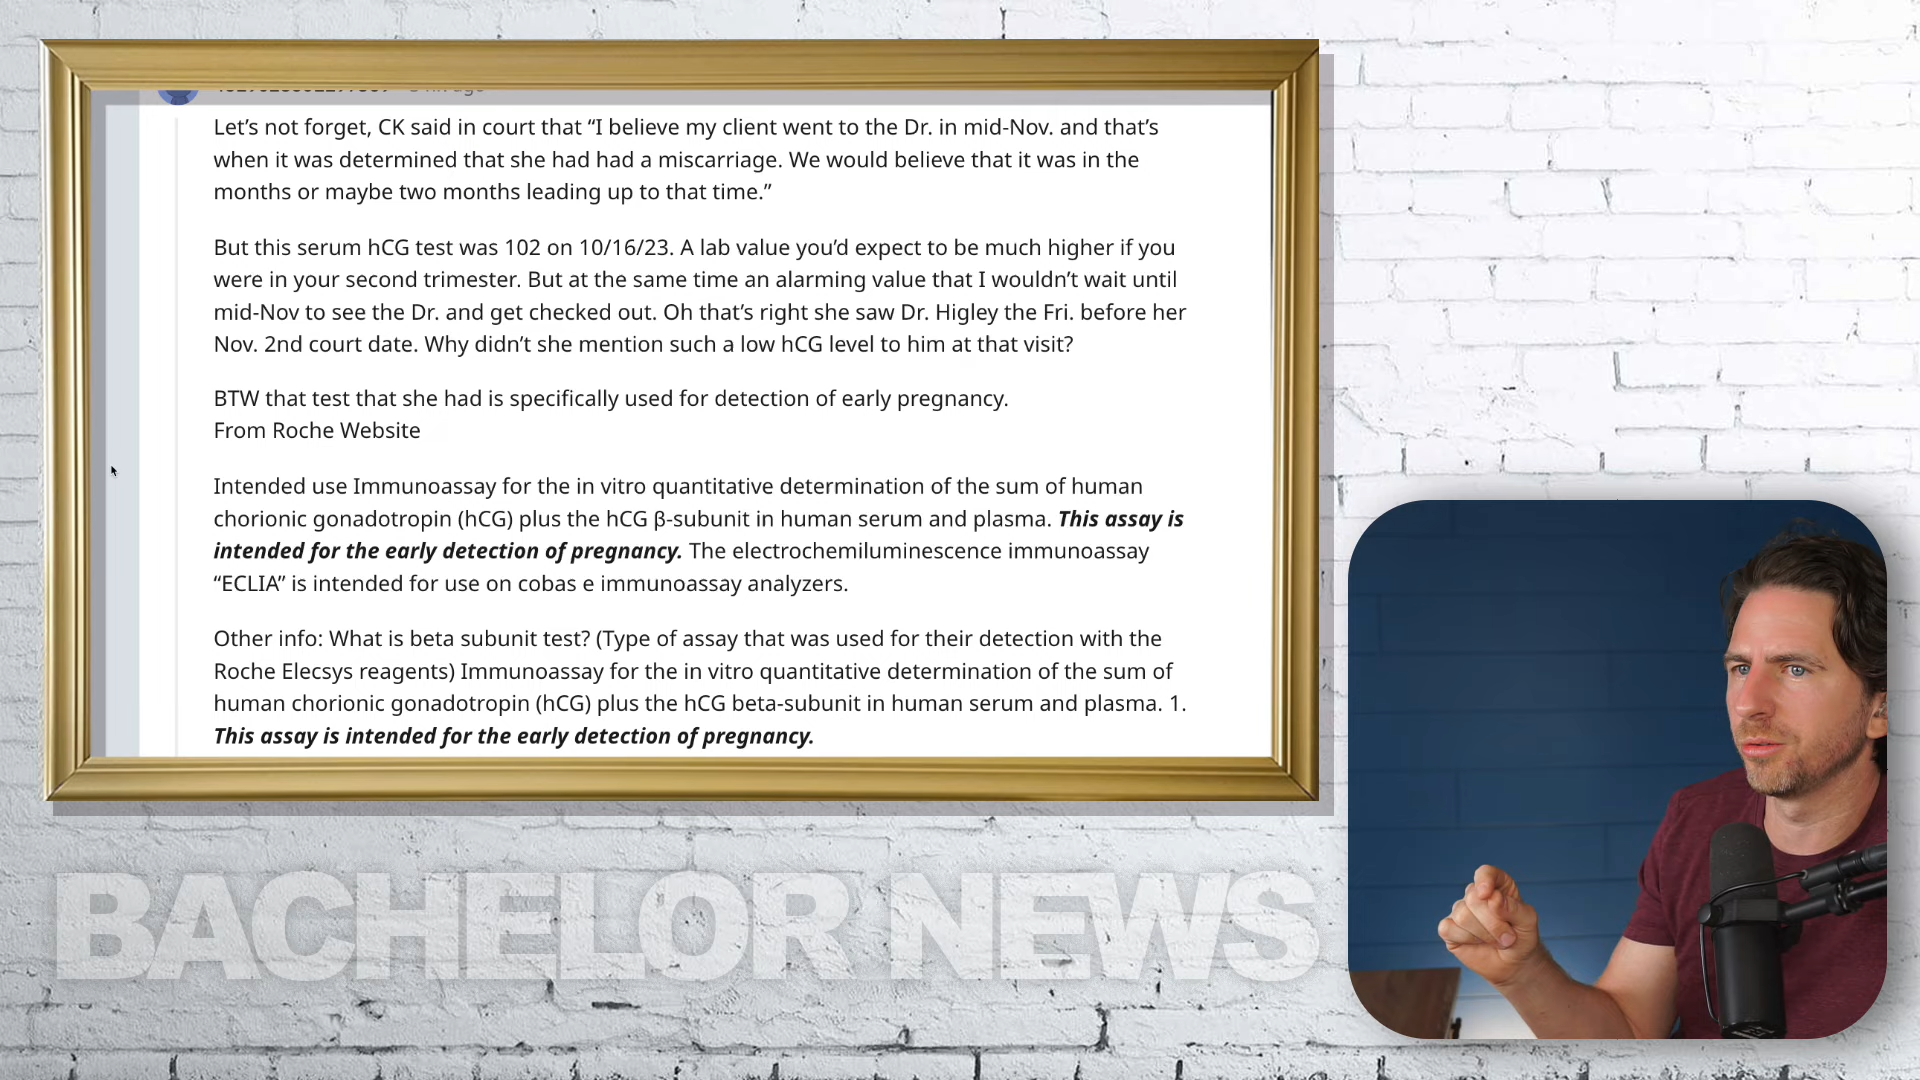 Let’s not forget, CK said in court that “I believe my client went to the Dr. in mid-Nov. and that’s
when it was determined that she had had a miscarriage. We would believe that it was in the
months or maybe two months leading up to that time.”
But this serum hCG test was 102 on 10/16/23. A lab value you’d expect to be much higher if you
were in your second trimester. But at the same time an alarming value that I wouldn’t wait until
mid-Nov to see the Dr. and get checked out. Oh that’s right she saw Dr. Higley the Fri. before her
Nov. 2nd court date. Why didn’t she mention such a low hCG level to him at that visit?
BTW that test that she had is specifically used for detection of early pregnancy.
From Roche Website
Intended use Immunoassay for the in vitro quantitative determination of the sum of human
chorionic gonadotropin (hCG) plus the hCG β-subunit in human serum and plasma. This assay is
intended for the early detection of pregnancy. The electrochemiluminescence immunoassay
“ECLIA” is intended for use on cobas e immunoassay analyzers.
Other info: What is beta subunit test? (Type of assay that was used for their detection with the
Roche Elecsys reagents) Immunoassay for the in vitro quantitative determination of the sum of
human chorionic gonadotropin (hCG) plus the hCG beta-subunit in human serum and plasma. 1.
This assay is intended for the early detection of pregnancy.
BACHELOR NEWS